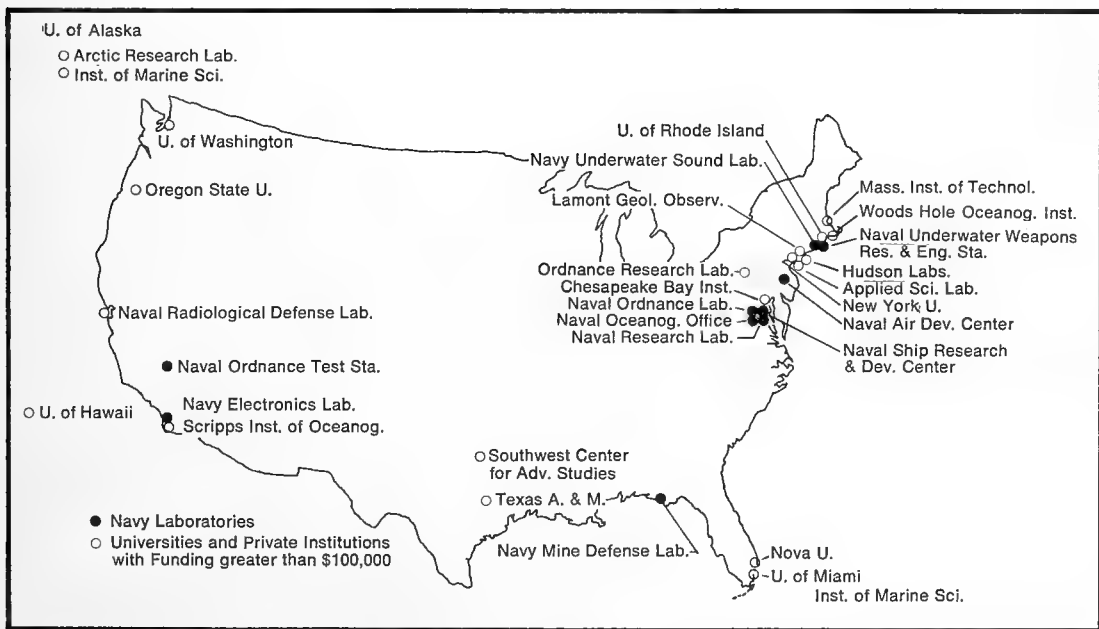 U. of Alaska
Arctic Research Lab.
Inst. of Marine Sci.
U. of Washington
Oregon State U.
Naval Radiological Defense Lab.
Naval Ordnance Test Sta.
U. of Hawaii
Navy Electronics Lab.
Scripps Inst. of Oceanog.
Navy Laboratories
Universities and Private Institutions
with Funding greater than $100,000
Southwest Center
for Adv. Studies
Texas A. & M.
Navy Mine Defense Lab.
U. of Rhode Island
Navy Underwater Sound Lab.
Lamont Geol. Observ.
Ordnance Research Lab.
Chesapeake Bay Inst.
Naval Ordnance Lab.
Naval Oceanog. Office
Naval Research Lab.
Mass. Inst. of Technol.
Woods Hole Oceanog. Inst.
Naval Underwater Weapons
Res. & Eng. Sta.
Hudson Labs.
Applied Sci. Lab.
New York U.
Naval Air Dev. Center
Naval Ship Research
& Dev. Center
Nova U.
U. of Miami
Inst. of Marine Sci.